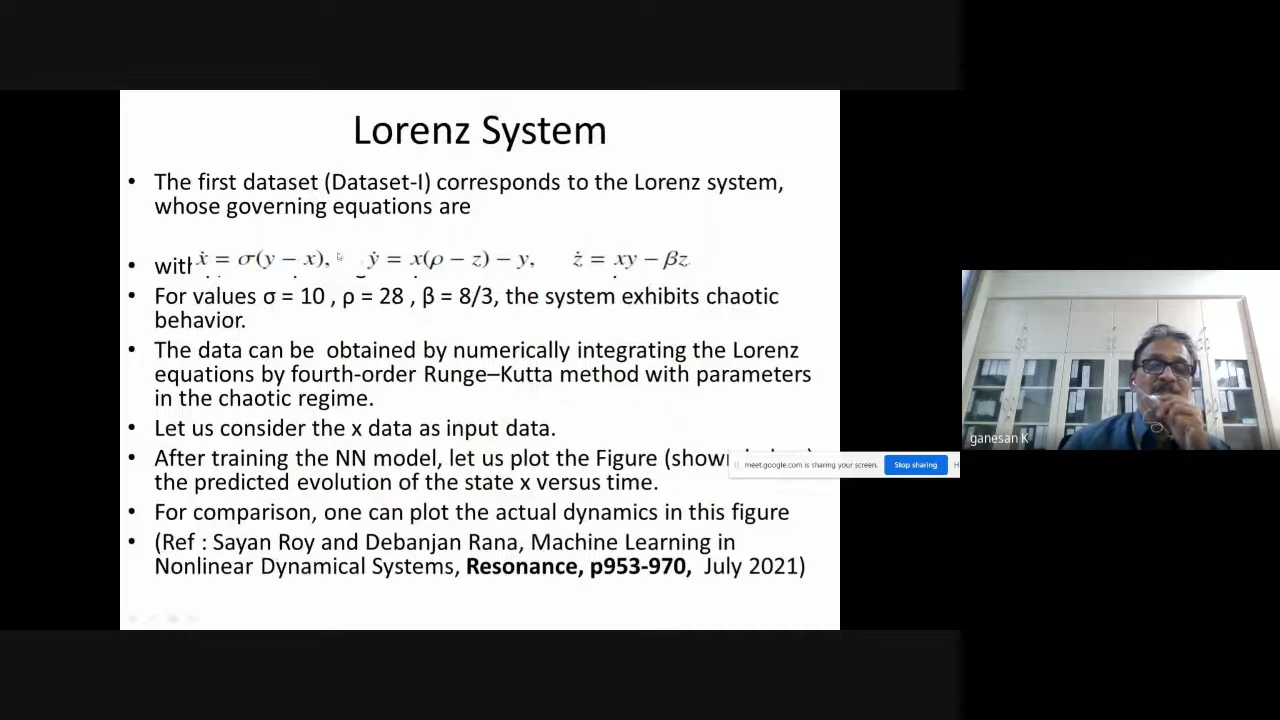 Lorenz System
• The first dataset (Dataset-I) corresponds to the Lorenz system,
whose governing equations are
ẋ = σ(y − x), ẏ = x(ρ − z) − y, ż = xy − βz
• with
• For values σ = 10 , ρ = 28 , β = 8/3, the system exhibits chaotic
behavior.
• The data can be obtained by numerically integrating the Lorenz
equations by fourth-order Runge–Kutta method with parameters
in the chaotic regime.
• Let us consider the x data as input data.
• After training the NN model, let us plot the Figure (shown
the predicted evolution of the state x versus time.
• For comparison, one can plot the actual dynamics in this figure
• (Ref : Sayan Roy and Debanjan Rana, Machine Learning in
Nonlinear Dynamical Systems, Resonance, p953-970, July 2021)
meet.google.com is sharing your screen. Stop sharing H
ganesan K